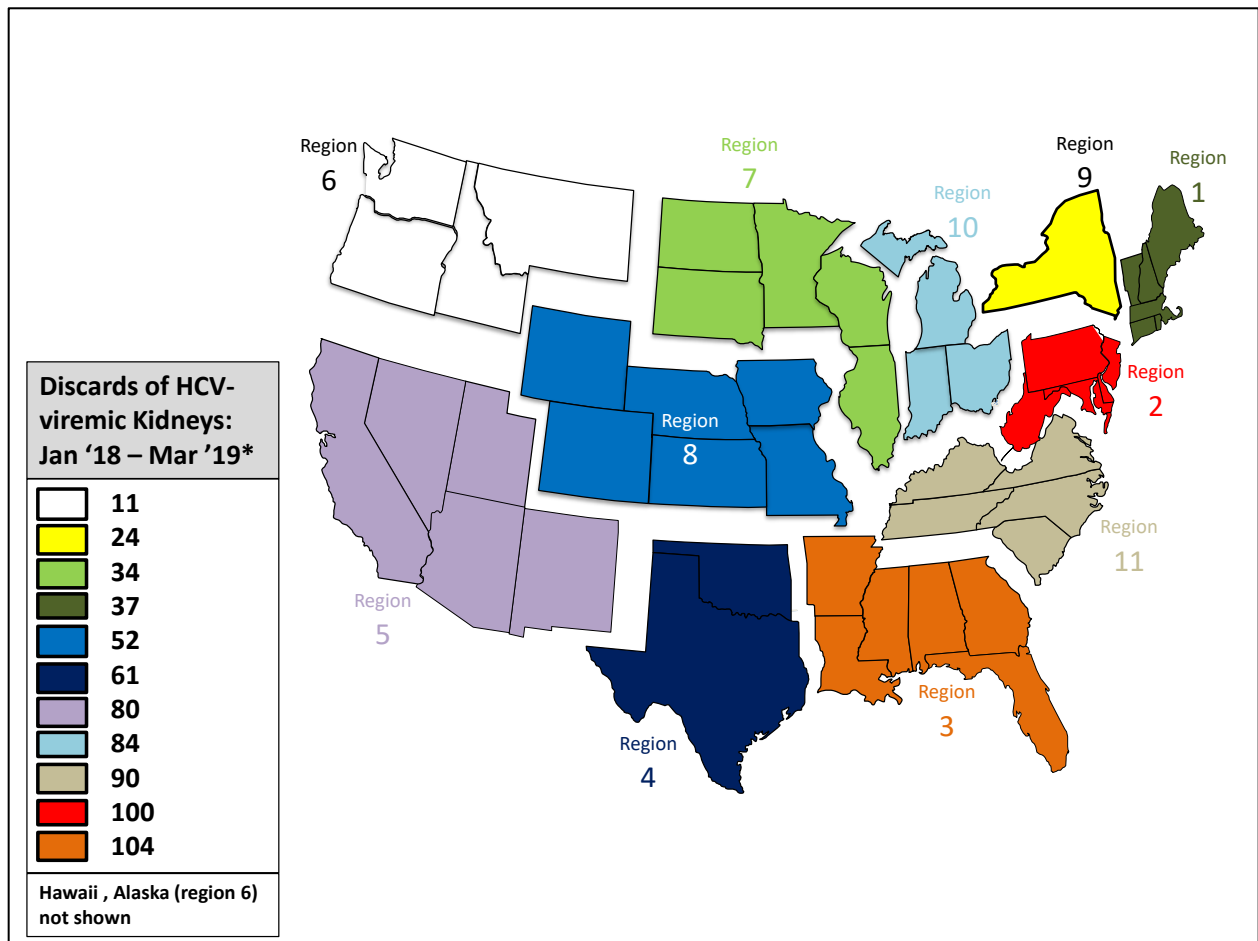 Region
6
Region
7
Region
9
Region
1
Region
10
Region
2
Region
8
Region
11
Region
5
Region
3
Region
4
Discards of HCV-
viremic Kidneys:
Jan ‘18 – Mar ’19*
11
24
34
37
52
61
80
84
90
100
104
Hawaii , Alaska (region 6)
not shown